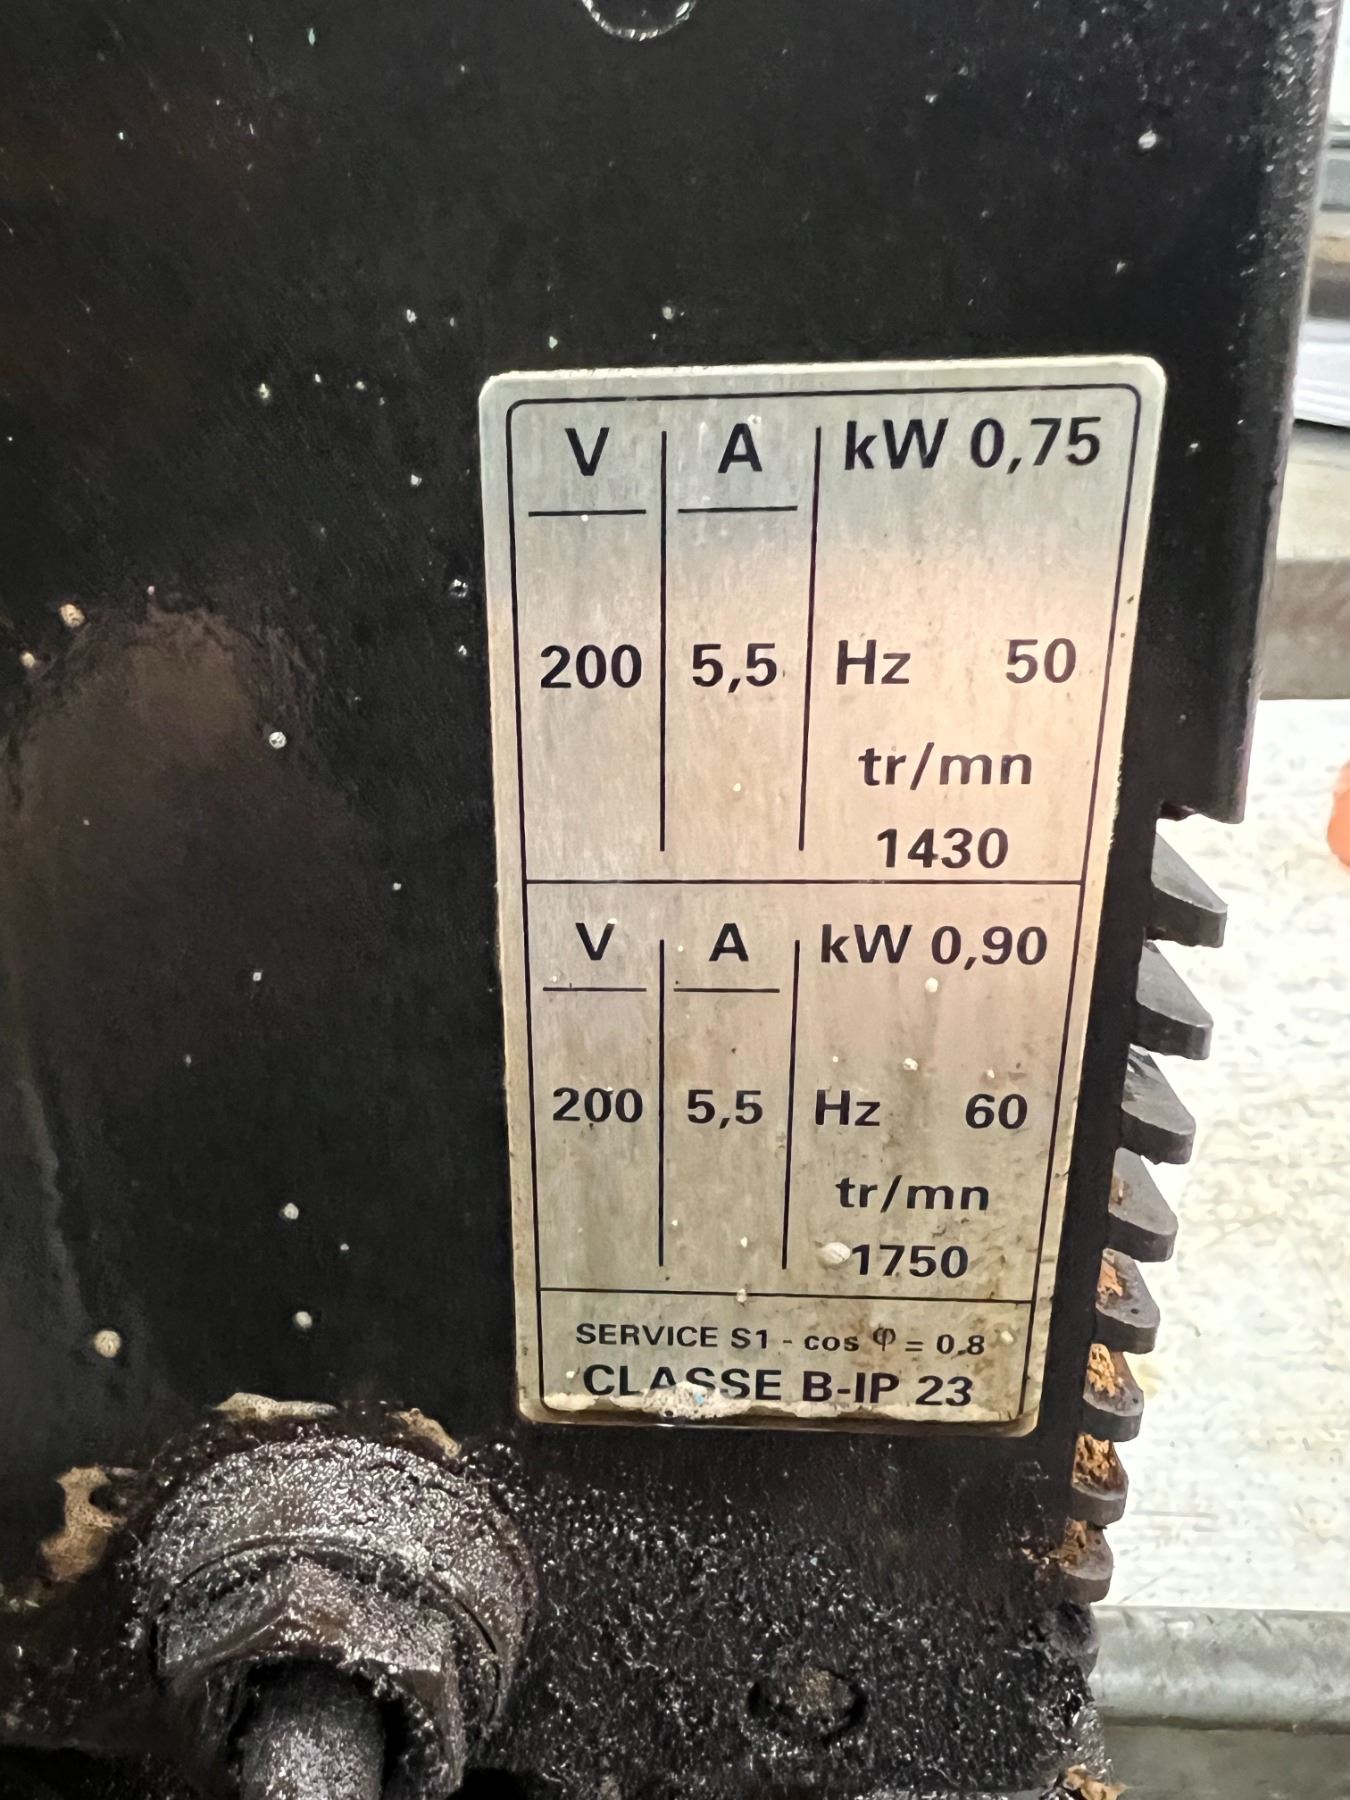 V A kW 0,75
200 5,5 Hz 50
tr/mn
1430
V A kW 0,90
200 5,5 Hz 60
tr/mn
1750
SERVICE S1 - cos φ = 0.8
CLASSE B-IP 23